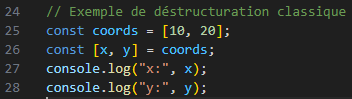 24 // Exemple de déstructuration classique
25 const coords = [10, 20];
26 const [x, y] = coords;
27 console.log("x:", x);
28 console.log("y:", y);